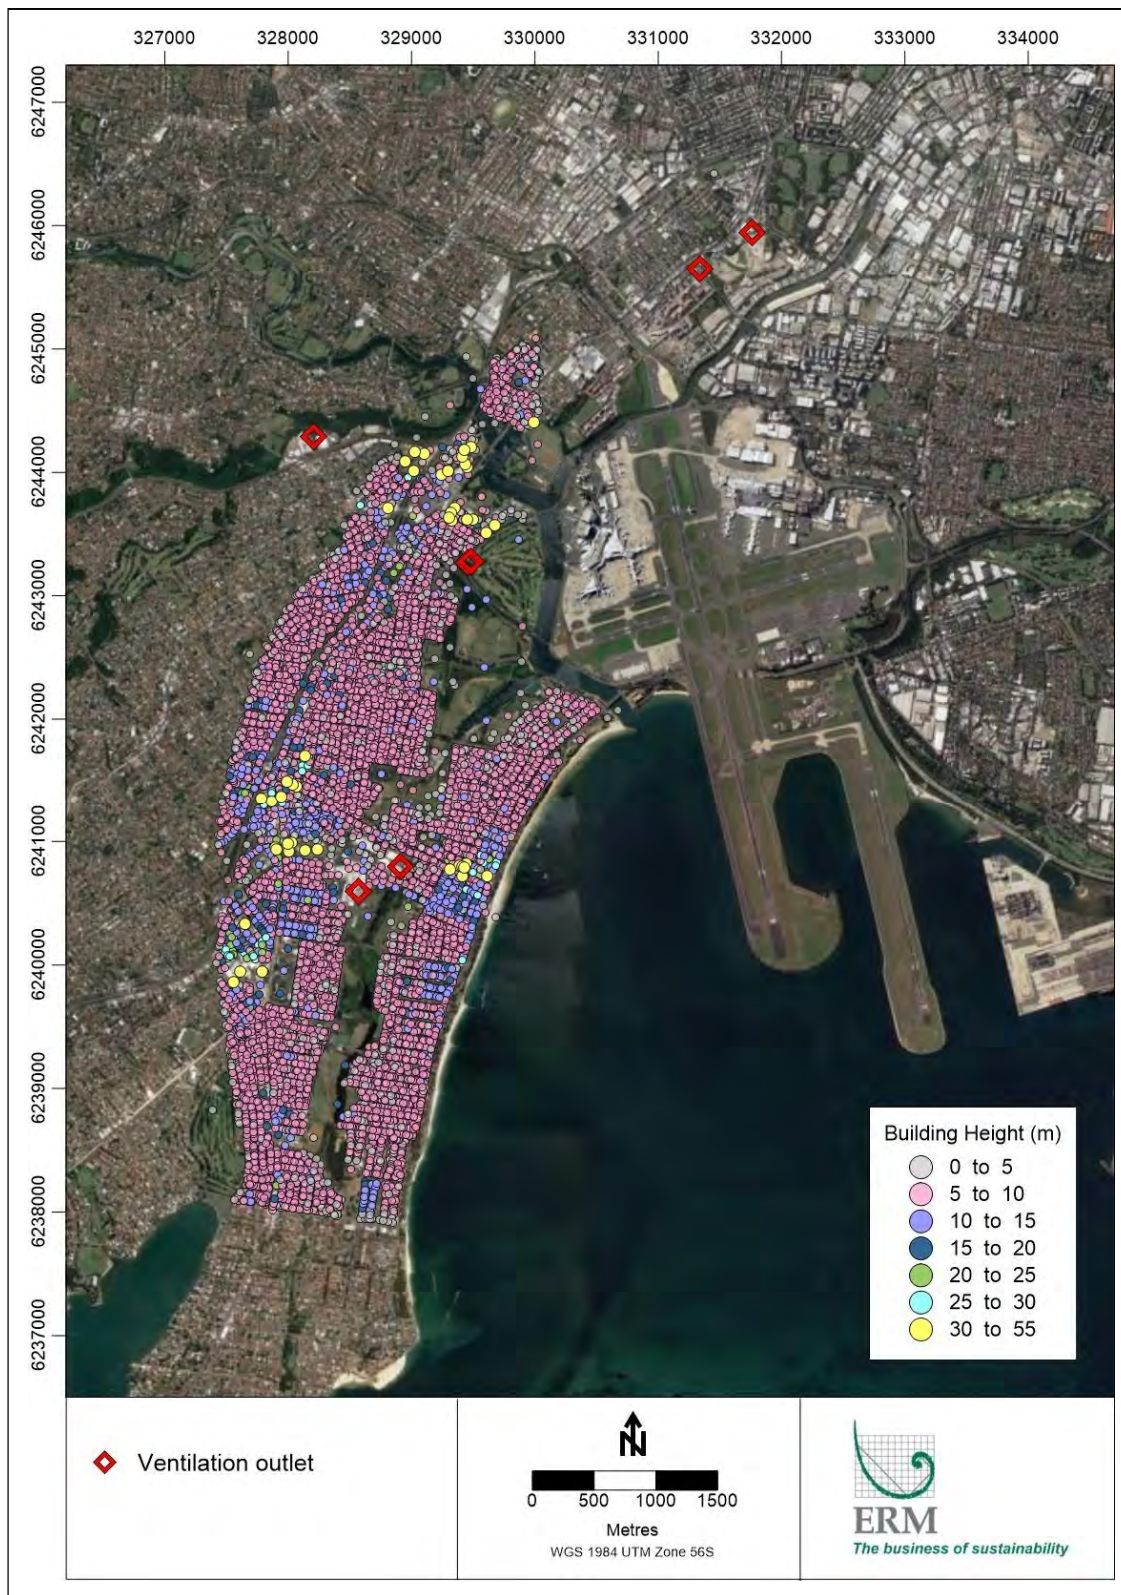 327000 328000 329000 330000 331000 332000 333000 334000
6247000
6246000
6245000
6244000
6243000
6242000
6241000
6240000
6239000
6238000
6237000
Building Height (m)
0 to 5
5 to 10
10 to 15
15 to 20
20 to 25
25 to 30
30 to 55
Ventilation outlet
N
0 500 1000 1500
Metres
WGS 1984 UTM Zone 56S
ERM
The business of sustainability